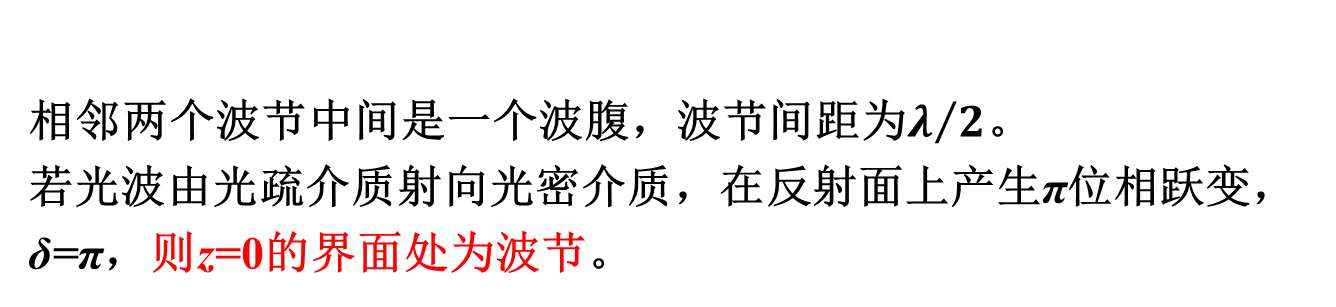 相邻两个波节中间是一个波腹，波节间距为λ/2。
若光波由光疏介质射向光密介质，在反射面上产生π位相跃变，
δ=π，则z=0的界面处为波节。